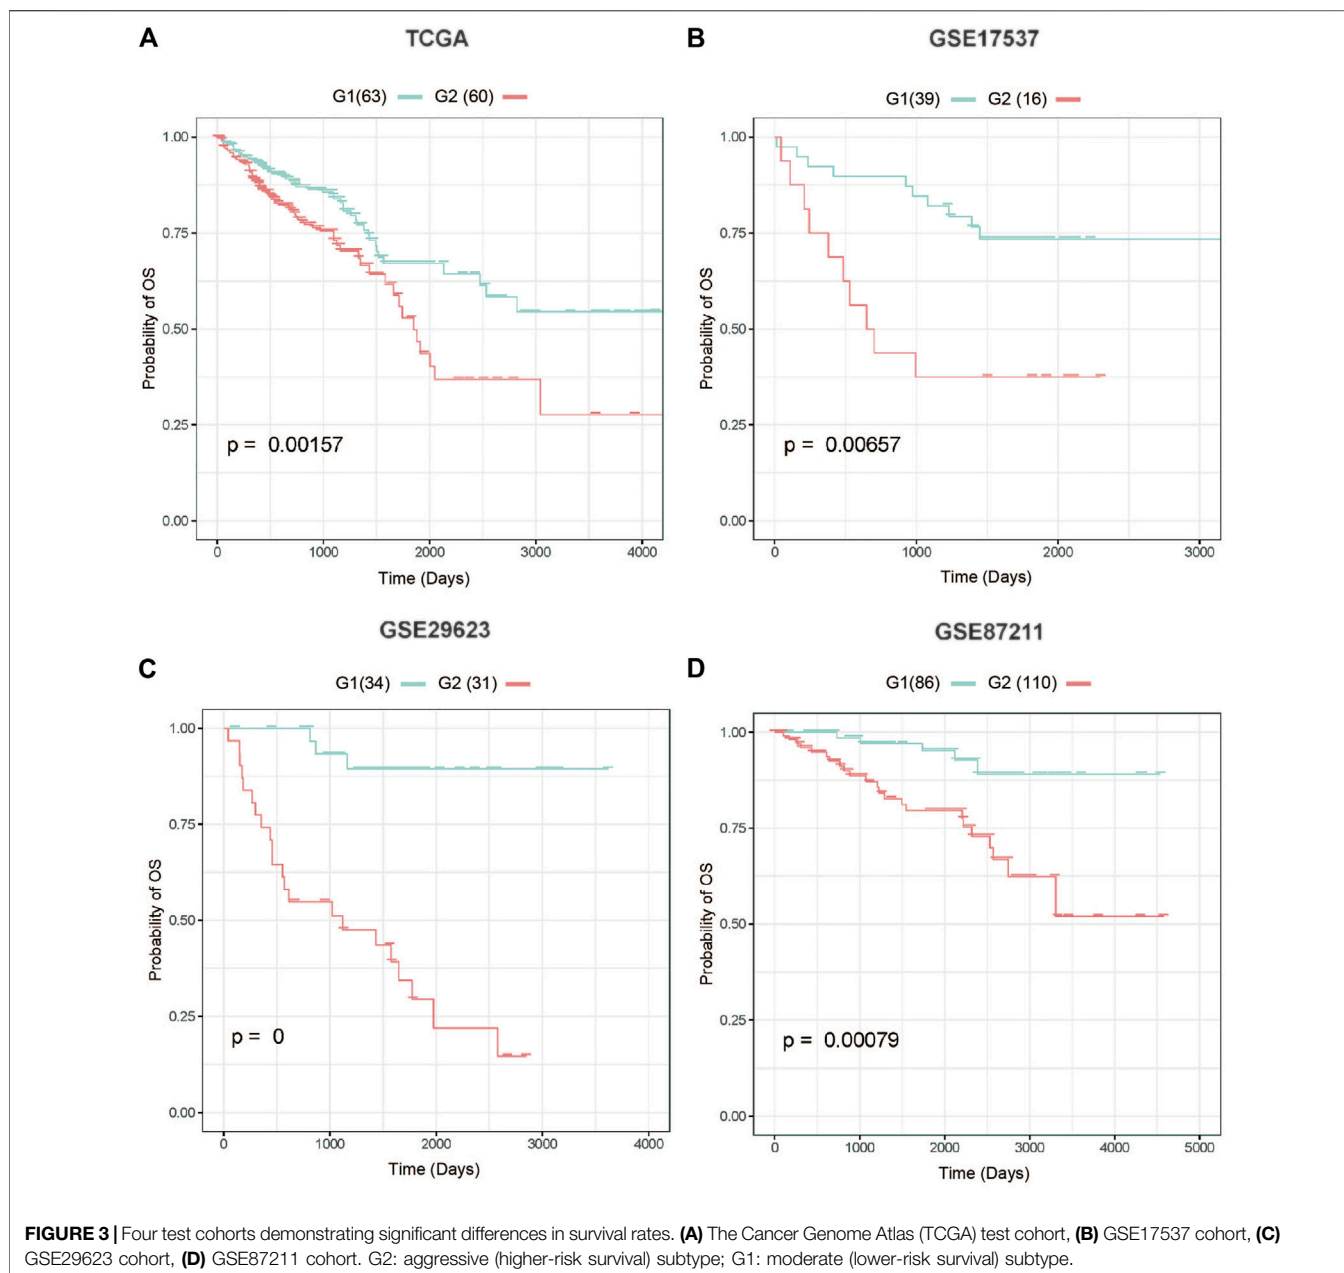 A
TCGA
G1(63) G2 (60)
1.00
0.75
0.50
0.25
0.00
Probability of OS
p = 0.00157
0 1000 2000 3000 4000
Time (Days)
B
GSE17537
G1(39) G2 (16)
1.00
0.75
0.50
0.25
0.00
Probability of OS
p = 0.00657
0 1000 2000 3000
Time (Days)
C
GSE29623
G1(34) G2 (31)
1.00
0.75
0.50
0.25
0.00
Probability of OS
p = 0
0 1000 2000 3000 4000
Time (Days)
D
GSE87211
G1(86) G2 (110)
1.00
0.75
0.50
0.25
0.00
Probability of OS
p = 0.00079
0 1000 2000 3000 4000 5000
Time (Days)
FIGURE 3 | Four test cohorts demonstrating significant differences in survival rates. (A) The Cancer Genome Atlas (TCGA) test cohort, (B) GSE17537 cohort, (C)
GSE29623 cohort, (D) GSE87211 cohort. G2: aggressive (higher-risk survival) subtype; G1: moderate (lower-risk survival) subtype.